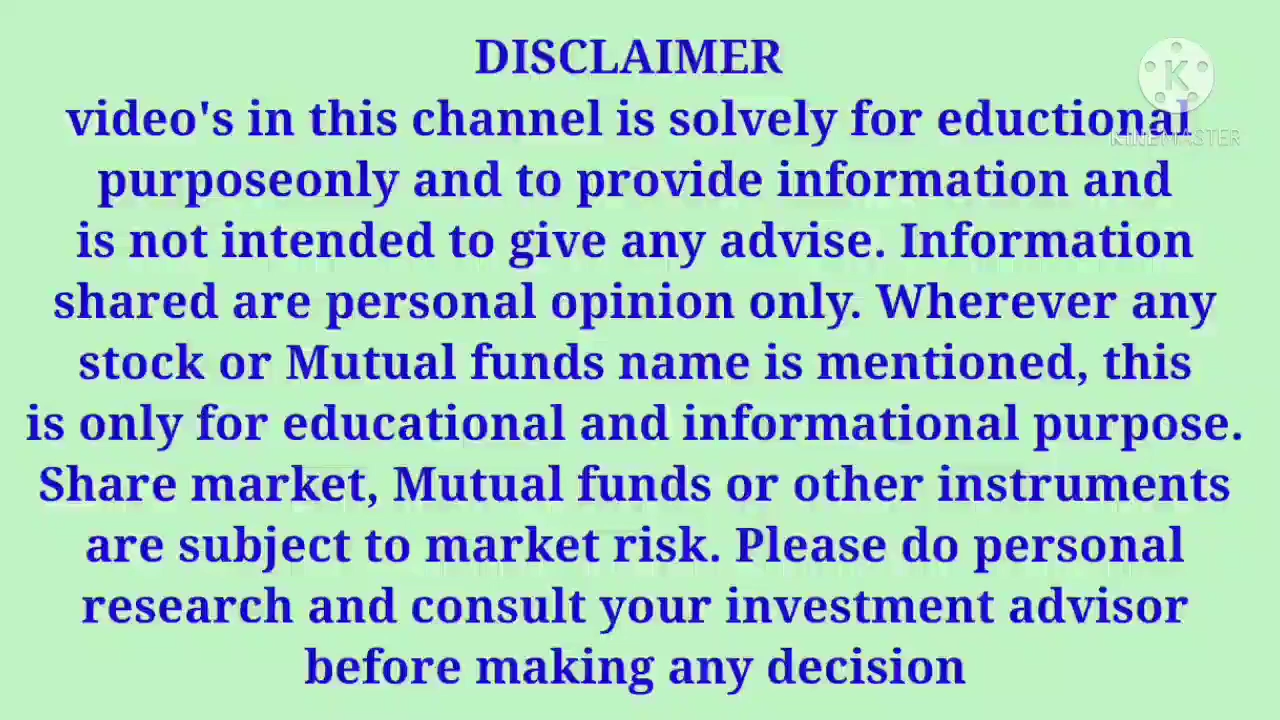 DISCLAIMER
video's in this channel is solvely for eductional
purposeonly and to provide information and
is not intended to give any advise. Information
shared are personal opinion only. Wherever any
stock or Mutual funds name is mentioned, this
is only for educational and informational purpose.
Share market, Mutual funds or other instruments
are subject to market risk. Please do personal
research and consult your investment advisor
before making any decision
K
KINEMASTER